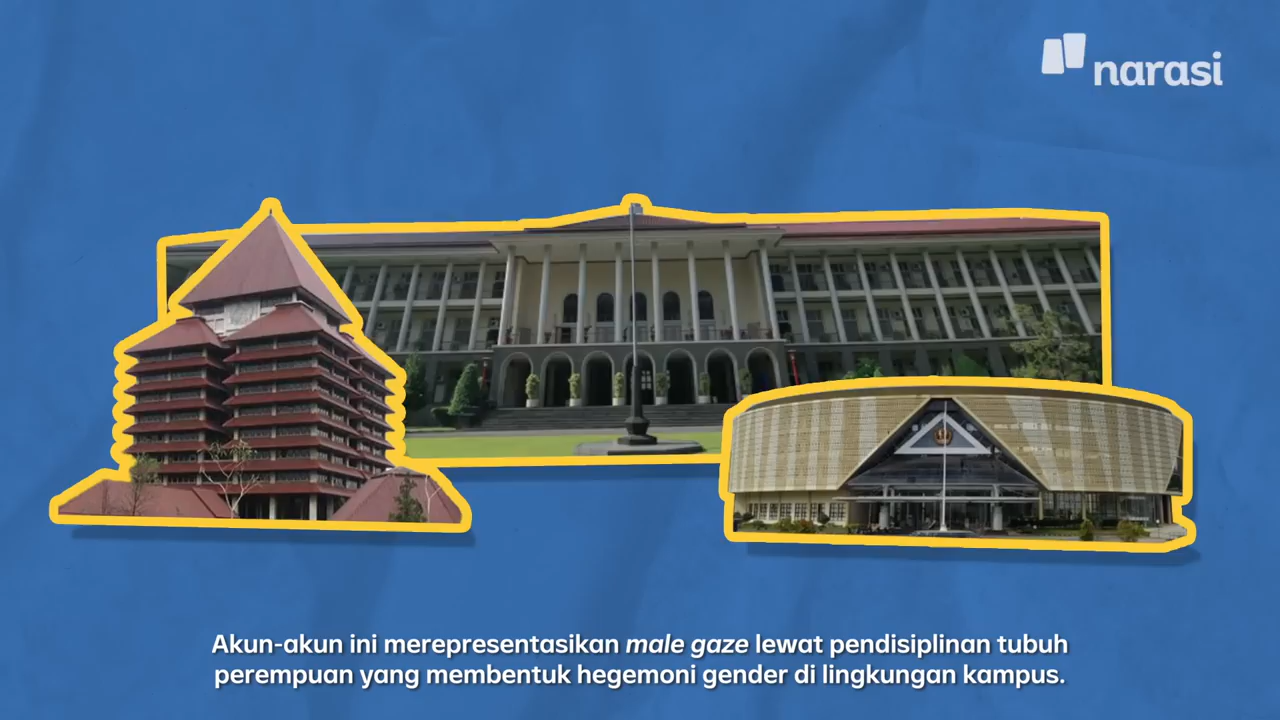 narasi
Akun-akun ini merepresentasikan male gaze lewat pendisiplinan tubuh
perempuan yang membentuk hegemoni gender di lingkungan kampus.